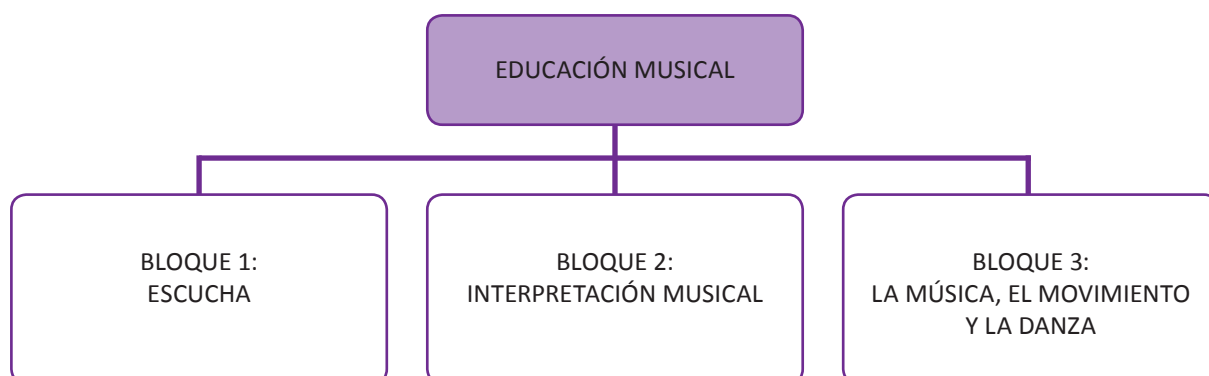 EDUCACIÓN MUSICAL
BLOQUE 1:
ESCUCHA
BLOQUE 2:
INTERPRETACIÓN MUSICAL
BLOQUE 3:
LA MÚSICA, EL MOVIMIENTO
Y LA DANZA